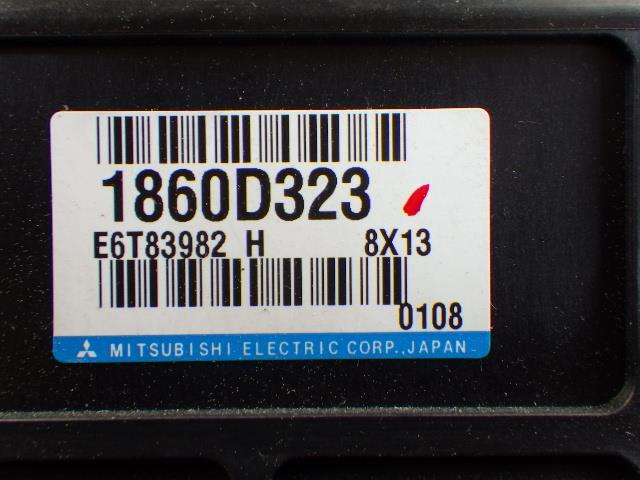 1860D323
E6T83982 H 8X13
0108
MITSUBISHI ELECTRIC CORP.,JAPAN